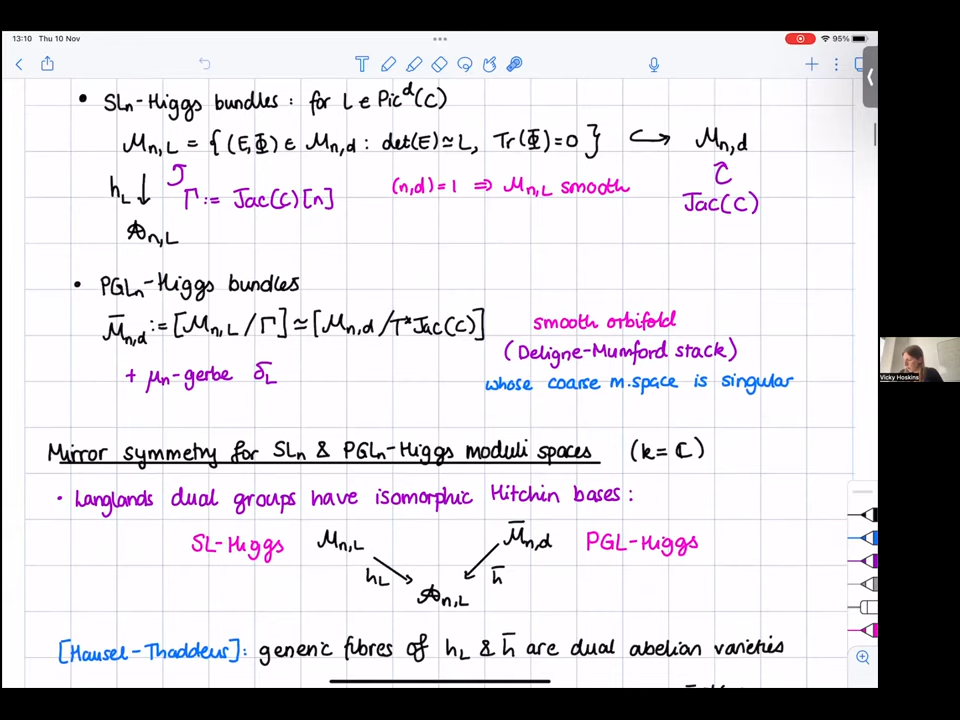 13:10 Thu 10 Nov
95%
• SLn-Higgs bundles: for L ∈ Pic^d(C)
M_{n,L} = { (E,Φ) ∈ M_{n,d} : det(E) ≃ L, Tr(Φ)=0 } ↪ M_{n,d}
h_L ↓ Γ := Jac(C)[n] (n,d)=1 ⇒ M_{n,L} smooth Jac(C)
A_{n,L}
• PGLn-Higgs bundles
M̄_{n,d} := [M_{n,L}/Γ] ≃ [M_{n,d}/T*Jac(C)] smooth orbifold
(Deligne-Mumford stack)
+ μn-gerbe δ_L whose coarse m.space is singular
Mirror symmetry for SLn & PGLn-Higgs moduli spaces (k=ℂ)
• Langlands dual groups have isomorphic Hitchin bases:
SL-Higgs M_{n,L} M̄_{n,d} PGL-Higgs
h_L h̄
A_{n,L}
[Hausel-Thaddeus]: generic fibres of h_L & h̄ are dual abelian varieties
Vicky Hoskins